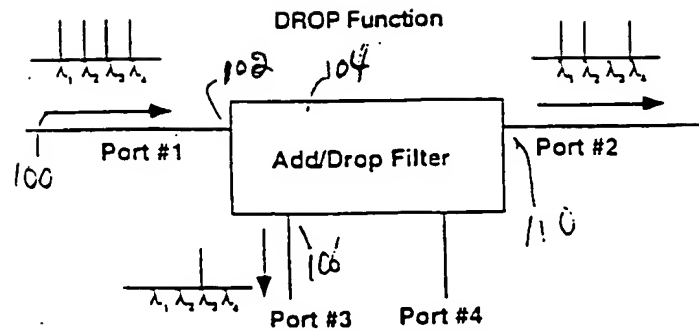 DROP Function
λ₁ λ₂ λ₃ λ₄
λ₁ λ₂ λ₃ λ₄
102
104
Port #1
Add/Drop Filter
Port #2
100
110
106
λ₁ λ₂ λ₃ λ₄
Port #3
Port #4